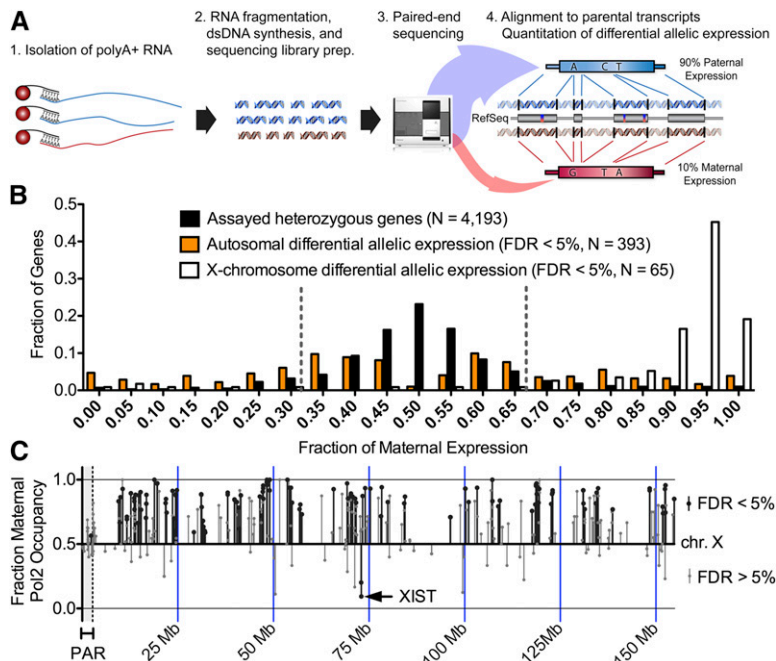 A
1. Isolation of polyA+ RNA
2. RNA fragmentation,
dsDNA synthesis, and
sequencing library prep.
3. Paired-end
sequencing
4. Alignment to parental transcripts
Quantitation of differential allelic expression
A C T
90% Paternal
Expression
RefSeq
G T A
10% Maternal
Expression
B
Fraction of Genes
0.5
0.4
0.3
0.2
0.1
0.0
Assayed heterozygous genes (N = 4,193)
Autosomal differential allelic expression (FDR < 5%, N = 393)
X-chromosome differential allelic expression (FDR < 5%, N = 65)
0.00 0.05 0.10 0.15 0.20 0.25 0.30 0.35 0.40 0.45 0.50 0.55 0.60 0.65 0.70 0.75 0.80 0.85 0.90 0.95 1.00
Fraction of Maternal Expression
C
Fraction Maternal
Pol2 Occupancy
1.0
0.5
0.0
XIST
FDR < 5%
chr. X
FDR > 5%
PAR
25 Mb 50 Mb 75 Mb 100 Mb 125Mb 150 Mb